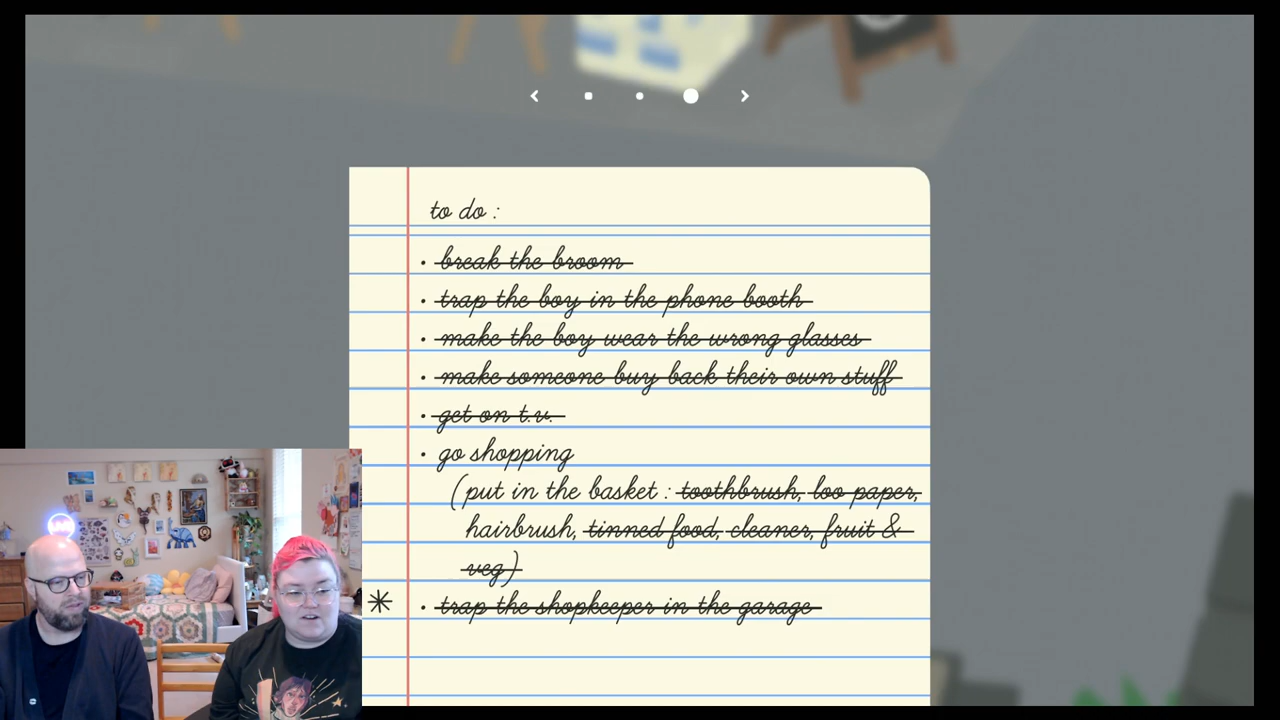 to do :
• break the broom
• trap the boy in the phone booth
• make the boy wear the wrong glasses
• make someone buy back their own stuff
• get on t.v.
• go shopping
(put in the basket : toothbrush, loo paper,
hairbrush, tinned food, cleaner, fruit &
veg)
* • trap the shopkeeper in the garage